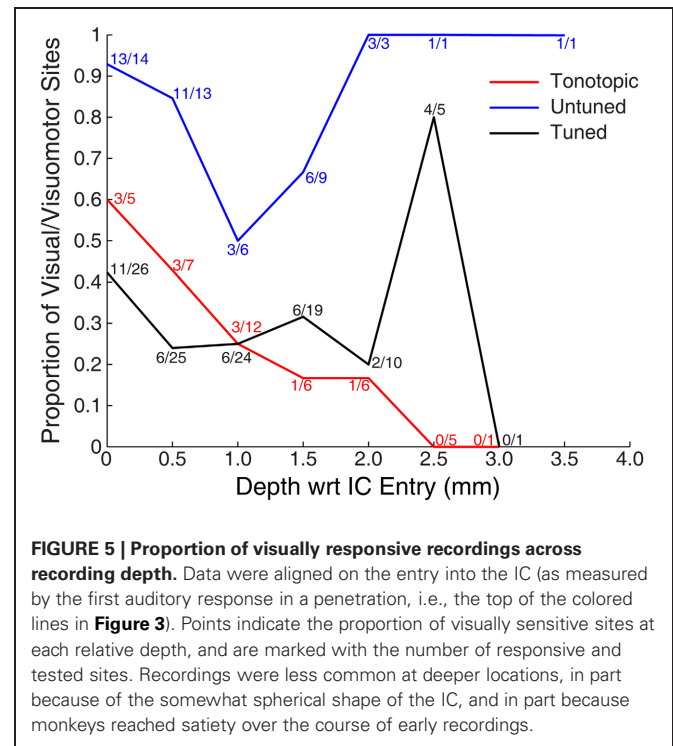 Proportion of Visual/Visuomotor Sites
1
0.9
0.8
0.7
0.6
0.5
0.4
0.3
0.2
0.1
0
13/14
11/13
3/6
6/9
3/3
1/1
1/1
Tonotopic
Untuned
Tuned
3/5
3/7
3/12
1/6
1/6
0/5
0/1
11/26
6/25
6/24
6/19
2/10
4/5
0/1
0 0.5 1.0 1.5 2.0 2.5 3.0 3.5 4.0
Depth wrt IC Entry (mm)
FIGURE 5 | Proportion of visually responsive recordings across
recording depth. Data were aligned on the entry into the IC (as measured
by the first auditory response in a penetration, i.e., the top of the colored
lines in Figure 3). Points indicate the proportion of visually sensitive sites at
each relative depth, and are marked with the number of responsive and
tested sites. Recordings were less common at deeper locations, in part
because of the somewhat spherical shape of the IC, and in part because
monkeys reached satiety over the course of early recordings.